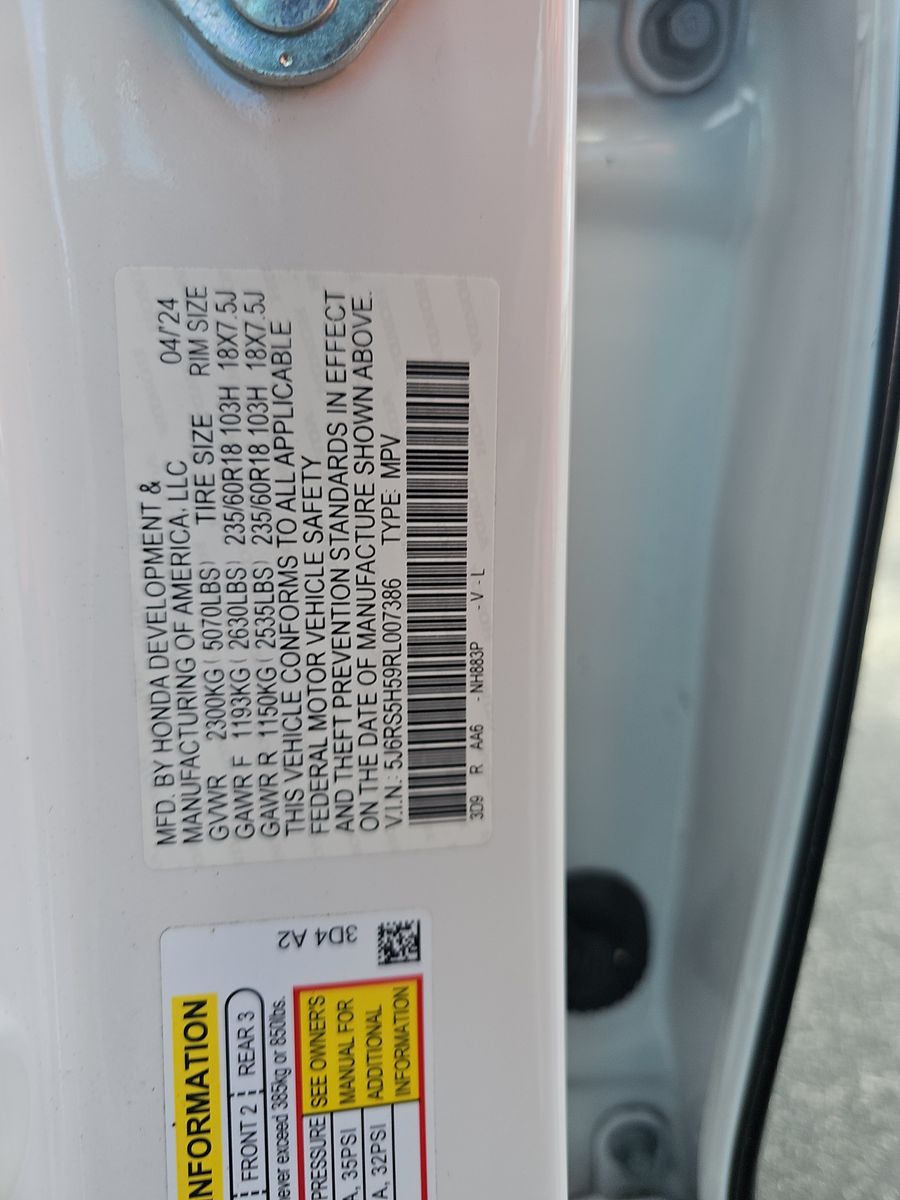 MFD. BY HONDA DEVELOPMENT &
MANUFACTURING OF AMERICA, LLC 04/'24
TIRE SIZE RIM SIZE
GVWR 2300KG ( 5070LBS)
GAWR F 1193KG ( 2630LBS) 235/60R18 103H 18X7.5J
GAWR R 1150KG ( 2535LBS) 235/60R18 103H 18X7.5J
THIS VEHICLE CONFORMS TO ALL APPLICABLE
FEDERAL MOTOR VEHICLE SAFETY
AND THEFT PREVENTION STANDARDS IN EFFECT
ON THE DATE OF MANUFACTURE SHOWN ABOVE.
V.I.N.: 5J6RS5H59RL007386 TYPE: MPV
3D9 R AA6 - NH883P - V - L
3D4 A2
INFORMATION
FRONT 2 REAR 3
never exceed 385kg or 850lbs.
PRESSURE SEE OWNER'S
A, 35PSI MANUAL FOR
A, 32PSI ADDITIONAL
INFORMATION